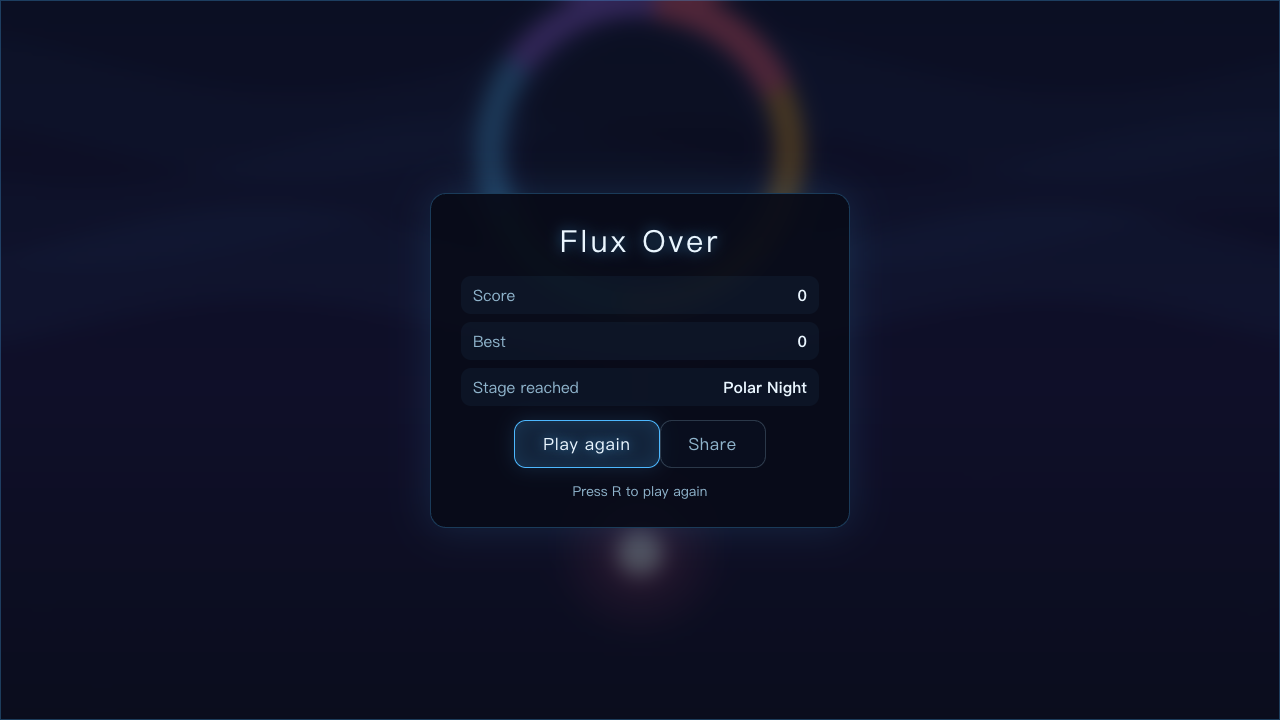 Flux Over
Score 0
Best 0
Stage reached Polar Night
Play again Share
Press R to play again